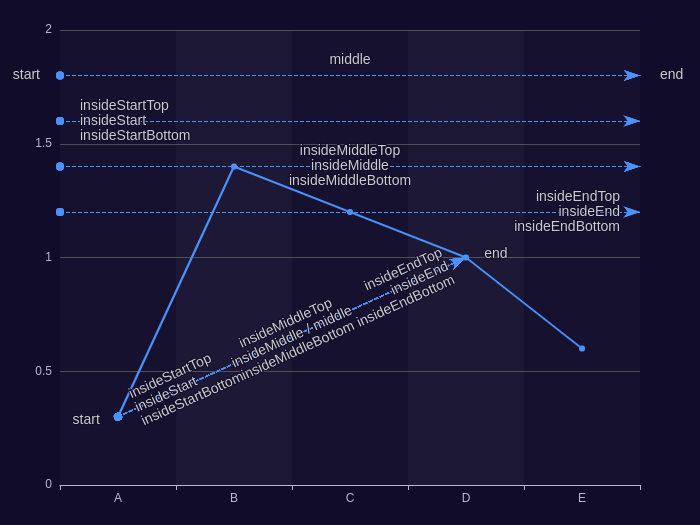 2
middle
start
end
insideStartTop
insideStart
insideStartBottom
1.5
insideMiddleTop
insideMiddle
insideMiddleBottom
insideEndTop
insideEnd
insideEndBottom
1
end
insideEndTop
insideEnd
insideEndBottom
insideMiddleTop
insideMiddle / middle
insideMiddleBottom
0.5
insideStartTop
insideStart
insideStartBottom
start
0
A
B
C
D
E